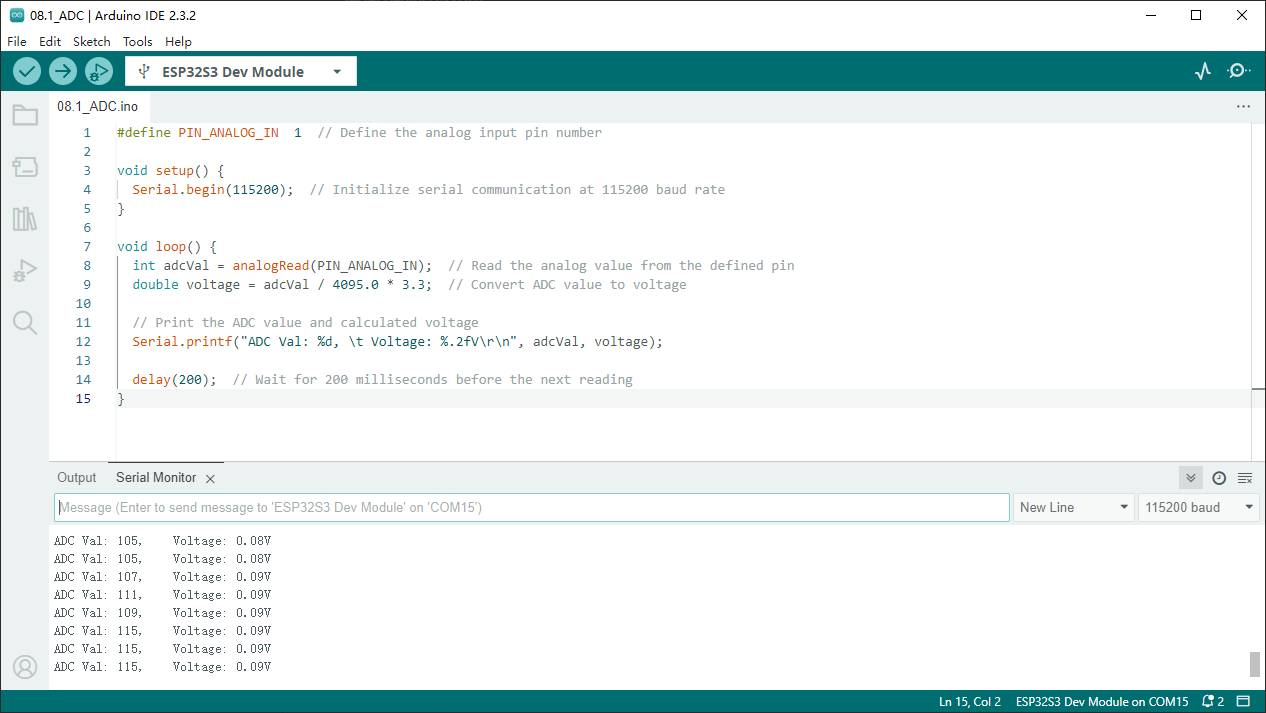 08.1_ADC | Arduino IDE 2.3.2
File Edit Sketch Tools Help
ESP32S3 Dev Module
08.1_ADC.ino
1 #define PIN_ANALOG_IN  1  // Define the analog input pin number
2
3 void setup() {
4   Serial.begin(115200);  // Initialize serial communication at 115200 baud rate
5 }
6
7 void loop() {
8   int adcVal = analogRead(PIN_ANALOG_IN);  // Read the analog value from the defined pin
9   double voltage = adcVal / 4095.0 * 3.3;  // Convert ADC value to voltage
10
11   // Print the ADC value and calculated voltage
12   Serial.printf("ADC Val: %d, \t Voltage: %.2fV\r\n", adcVal, voltage);
13
14   delay(200);  // Wait for 200 milliseconds before the next reading
15 }
Output Serial Monitor
Message (Enter to send message to 'ESP32S3 Dev Module' on 'COM15') New Line 115200 baud
ADC Val: 105,    Voltage: 0.08V
ADC Val: 105,    Voltage: 0.08V
ADC Val: 107,    Voltage: 0.09V
ADC Val: 111,    Voltage: 0.09V
ADC Val: 109,    Voltage: 0.09V
ADC Val: 115,    Voltage: 0.09V
ADC Val: 115,    Voltage: 0.09V
ADC Val: 115,    Voltage: 0.09V
Ln 15, Col 2 ESP32S3 Dev Module on COM15 2